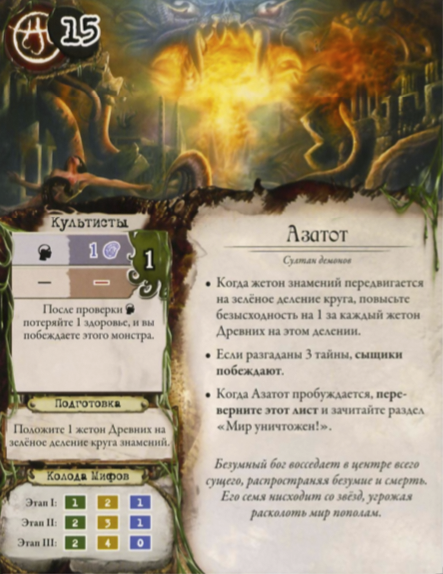 15
Культисты
1
1
— —
После проверки
потеряйте 1 здоровье, и вы
побеждаете этого монстра.
Подготовка
Положите 1 жетон Древних на
зелёное деление круга знамений.
Колода Мифов
Этап I: 1 2 1
Этап II: 2 3 1
Этап III: 2 4 0
Азатот
Султан демонов
• Когда жетон знамений передвигается
на зелёное деление круга, повысьте
безысходность на 1 за каждый жетон
Древних на этом делении.
• Если разгаданы 3 тайны, сыщики
побеждают.
• Когда Азатот пробуждается, пере-
верните этот лист и зачитайте раздел
«Мир уничтожен!».
Безумный бог восседает в центре всего
сущего, распространяя безумие и смерть.
Его семя нисходит со звёзд, угрожая
расколоть мир пополам.